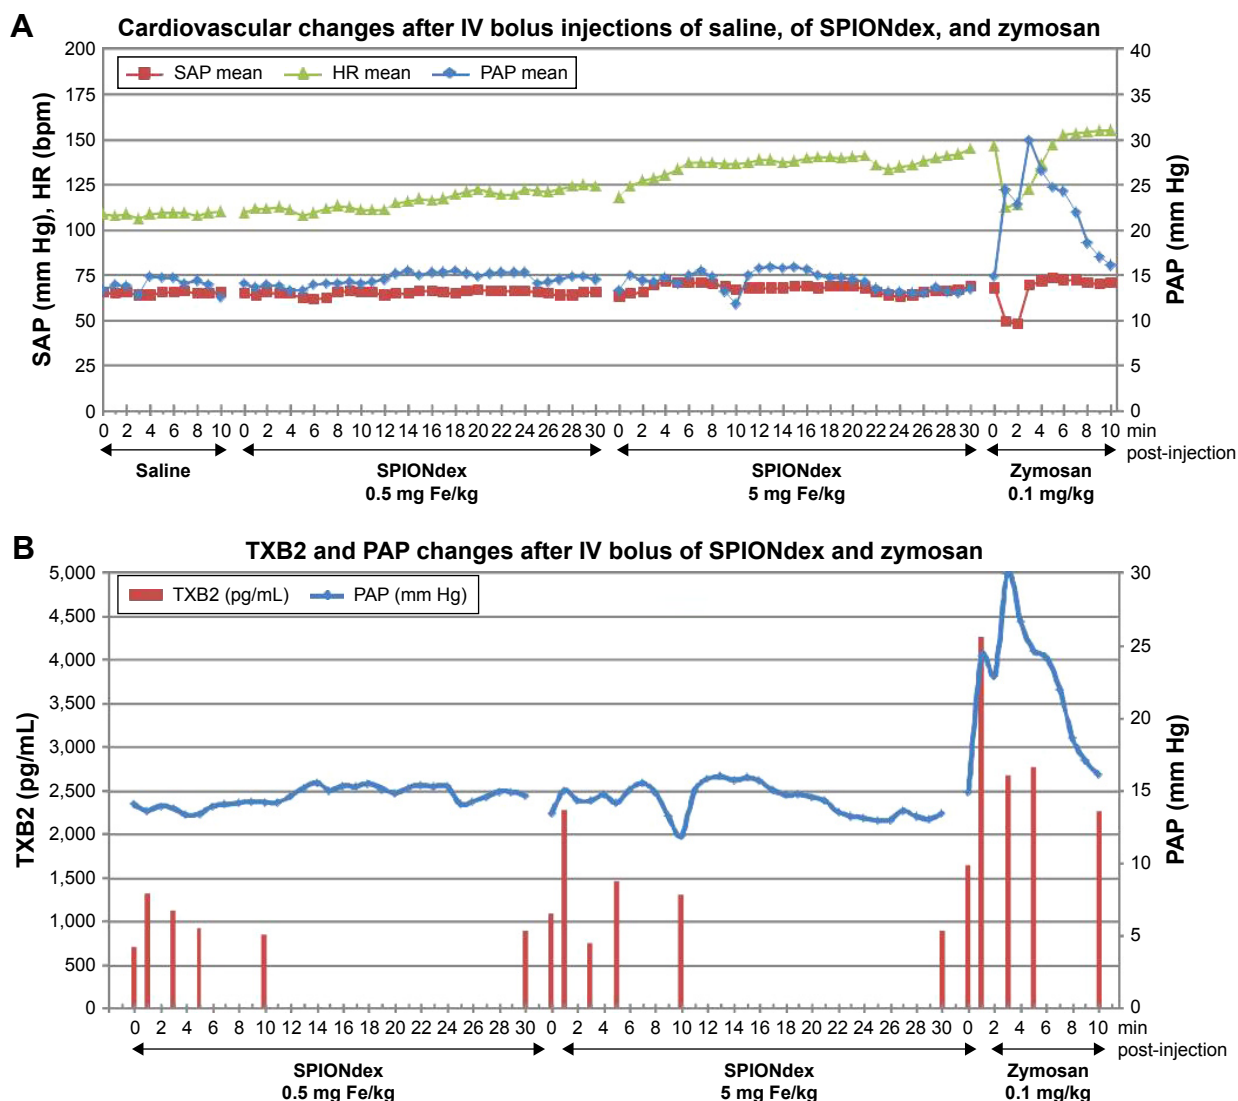 A
Cardiovascular changes after IV bolus injections of saline, of SPIONdex, and zymosan
SAP mean HR mean PAP mean
200
175
150
125
100
75
50
25
0
SAP (mm Hg), HR (bpm)
40
35
30
25
20
15
10
5
0
PAP (mm Hg)
0 2 4 6 8 10 0 2 4 6 8 10 12 14 16 18 20 22 24 26 28 30 0 2 4 6 8 10 12 14 16 18 20 22 24 26 28 30 0 2 4 6 8 10 min
post-injection
Saline SPIONdex SPIONdex Zymosan
0.5 mg Fe/kg 5 mg Fe/kg 0.1 mg/kg
B
TXB2 and PAP changes after IV bolus of SPIONdex and zymosan
TXB2 (pg/mL) PAP (mm Hg)
5,000
4,500
4,000
3,500
3,000
2,500
2,000
1,500
1,000
500
0
TXB2 (pg/mL)
30
25
20
15
10
5
0
PAP (mm Hg)
0 2 4 6 8 10 12 14 16 18 20 22 24 26 28 30 0 2 4 6 8 10 12 14 16 18 20 22 24 26 28 30 0 2 4 6 8 10 min
post-injection
SPIONdex SPIONdex Zymosan
0.5 mg Fe/kg 5 mg Fe/kg 0.1 mg/kg